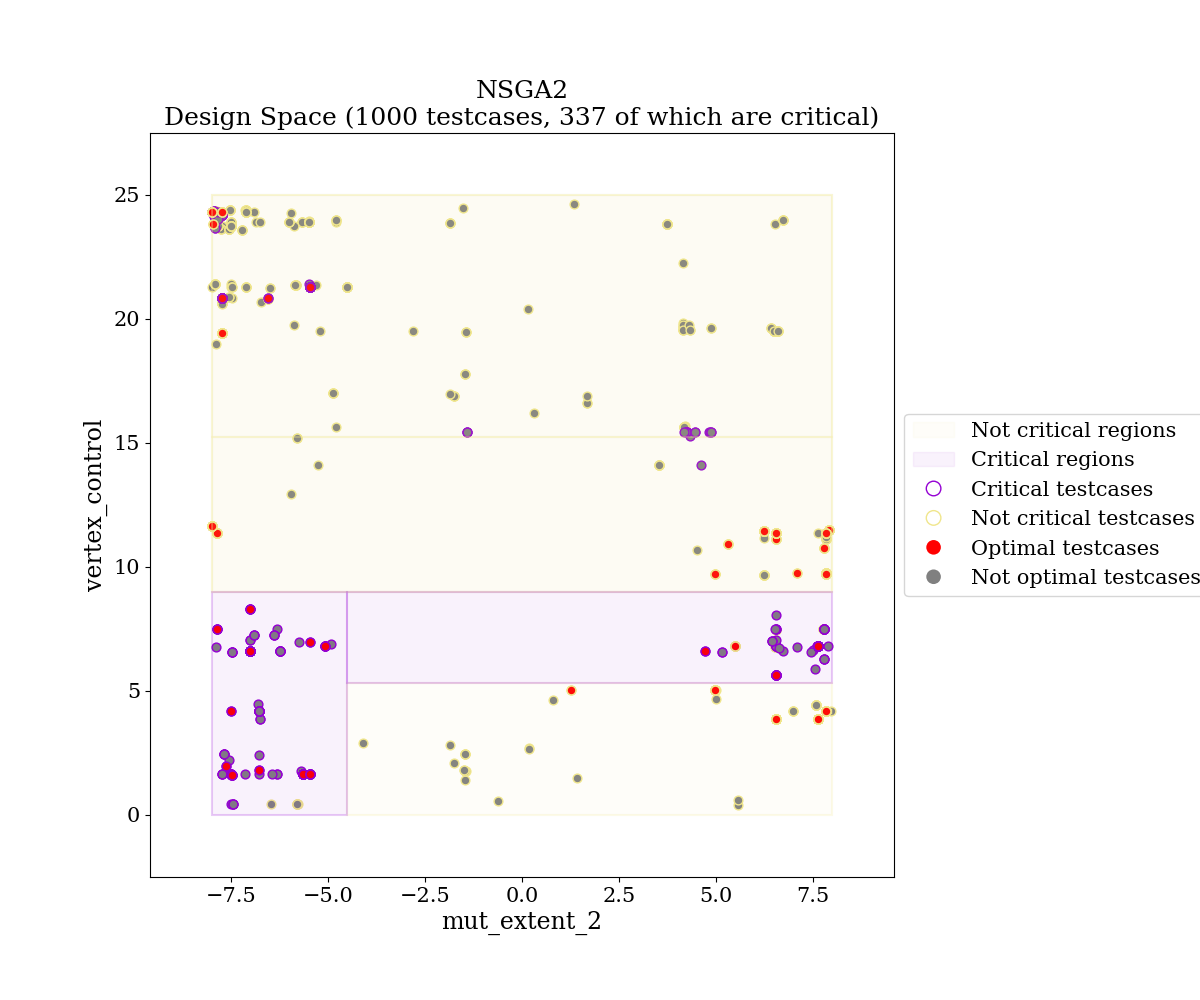 NSGA2
Design Space (1000 testcases, 337 of which are critical)
vertex_control
25
20
15
10
5
0
−7.5
−5.0
−2.5
0.0
2.5
5.0
7.5
mut_extent_2
Not critical regions
Critical regions
Critical testcases
Not critical testcases
Optimal testcases
Not optimal testcases